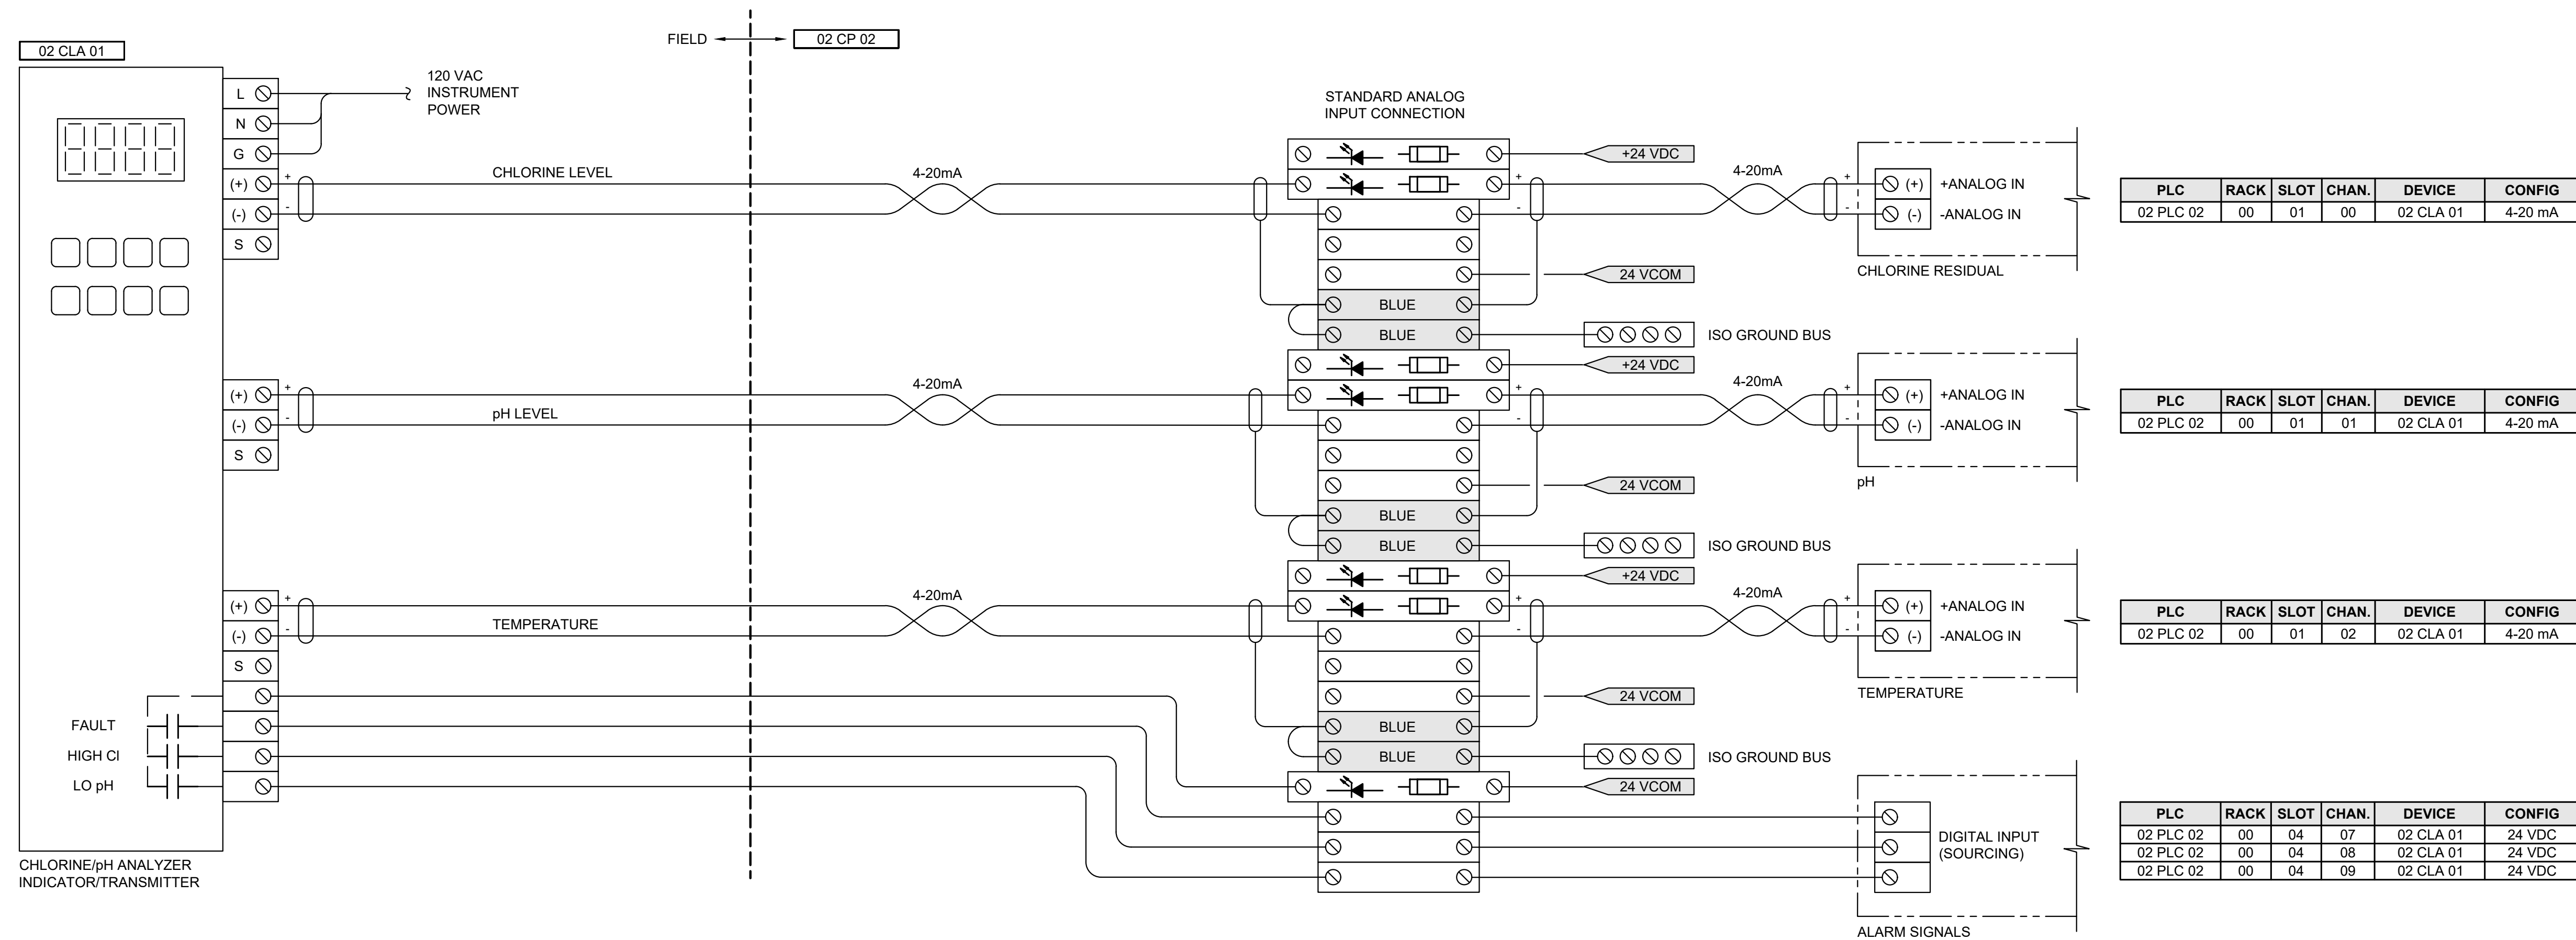 02 CLA 01
FIELD
02 CP 02
120 VAC
INSTRUMENT
POWER
L
N
G
(+)
(-)
S
+
-
CHLORINE LEVEL
4-20mA
STANDARD ANALOG
INPUT CONNECTION
+24 VDC
+
-
4-20mA
+
-
(+) +ANALOG IN
(-) -ANALOG IN
24 VCOM
CHLORINE RESIDUAL
BLUE
BLUE
ISO GROUND BUS
PLC RACK SLOT CHAN. DEVICE CONFIG
02 PLC 02 00 01 00 02 CLA 01 4-20 mA
(+)
(-)
S
+
-
pH LEVEL
4-20mA
+24 VDC
+
-
4-20mA
+
-
(+) +ANALOG IN
(-) -ANALOG IN
24 VCOM
pH
BLUE
BLUE
ISO GROUND BUS
PLC RACK SLOT CHAN. DEVICE CONFIG
02 PLC 02 00 01 01 02 CLA 01 4-20 mA
(+)
(-)
S
+
-
TEMPERATURE
4-20mA
+24 VDC
+
-
4-20mA
+
-
(+) +ANALOG IN
(-) -ANALOG IN
24 VCOM
TEMPERATURE
BLUE
BLUE
ISO GROUND BUS
PLC RACK SLOT CHAN. DEVICE CONFIG
02 PLC 02 00 01 02 02 CLA 01 4-20 mA
FAULT
HIGH Cl
LO pH
24 VCOM
DIGITAL INPUT
(SOURCING)
ALARM SIGNALS
PLC RACK SLOT CHAN. DEVICE CONFIG
02 PLC 02 00 04 07 02 CLA 01 24 VDC
02 PLC 02 00 04 08 02 CLA 01 24 VDC
02 PLC 02 00 04 09 02 CLA 01 24 VDC
CHLORINE/pH ANALYZER
INDICATOR/TRANSMITTER